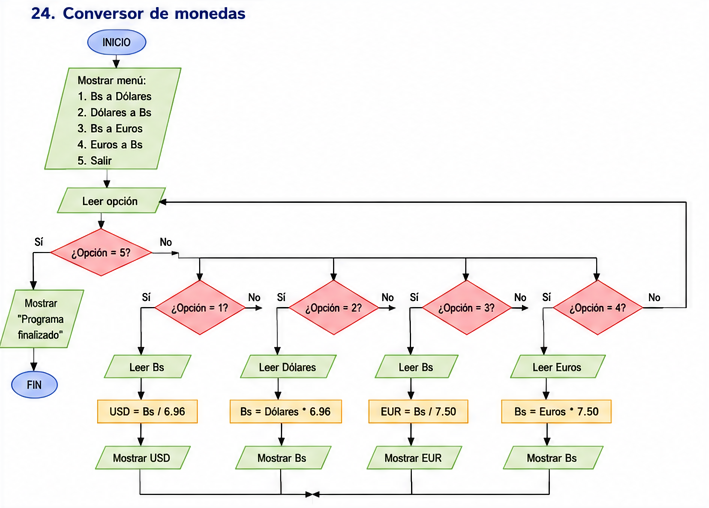 24. Conversor de monedas
INICIO
Mostrar menú:
1. Bs a Dólares
2. Dólares a Bs
3. Bs a Euros
4. Euros a Bs
5. Salir
Leer opción
Sí
¿Opción = 5?
No
Mostrar
"Programa
finalizado"
FIN
Sí
¿Opción = 1?
No
Sí
¿Opción = 2?
No
Sí
¿Opción = 3?
No
Sí
¿Opción = 4?
No
Leer Bs
Leer Dólares
Leer Bs
Leer Euros
USD = Bs / 6.96
Bs = Dólares * 6.96
EUR = Bs / 7.50
Bs = Euros * 7.50
Mostrar USD
Mostrar Bs
Mostrar EUR
Mostrar Bs